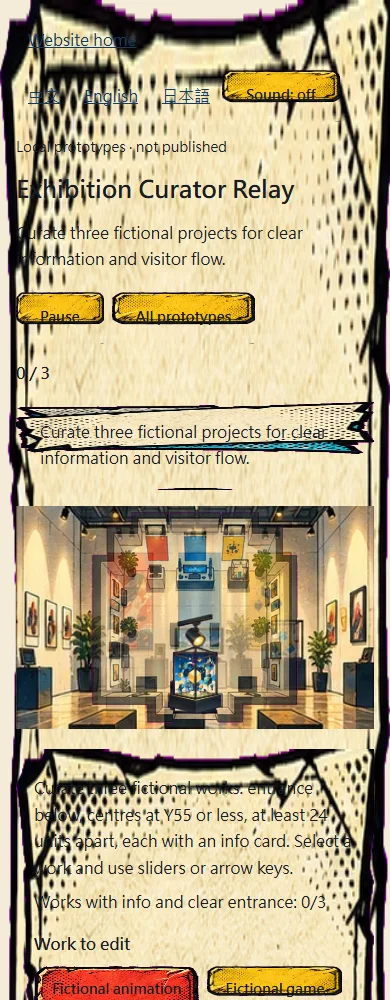 Website home
中文 English 日本語 Sound: off
Local prototypes · not published
Exhibition Curator Relay
Curate three fictional projects for clear
information and visitor flow.
Pause All prototypes
0 / 3
Curate three fictional projects for clear
information and visitor flow.
Curate three fictional works: entrance
below, centres at Y55 or less, at least 24
units apart, each with an info card. Select a
work and use sliders or arrow keys.
Works with info and clear entrance: 0/3
Work to edit
Fictional animation Fictional game